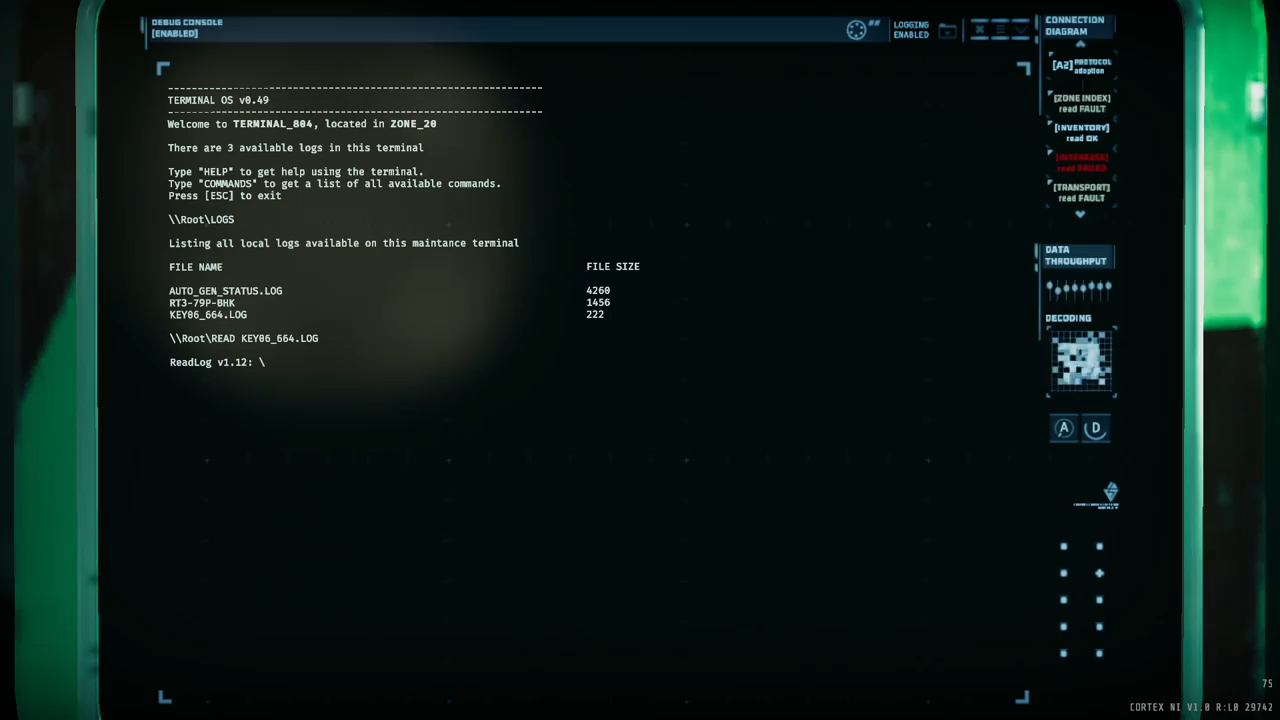 DEBUG CONSOLE
[ENABLED]
LOGGING
ENABLED
------------------------------------------------------------
TERMINAL OS v0.49
------------------------------------------------------------
Welcome to TERMINAL_804, located in ZONE_20
There are 3 available logs in this terminal
Type "HELP" to get help using the terminal.
Type "COMMANDS" to get a list of all available commands.
Press [ESC] to exit
\\Root\LOGS
Listing all local logs available on this maintance terminal
FILE NAME FILE SIZE
AUTO_GEN_STATUS.LOG 4260
RT3-79P-BHK 1456
KEY06_664.LOG 222
\\Root\READ KEY06_664.LOG
ReadLog v1.12: \
CONNECTION
DIAGRAM
[A2] PROTOCOL
adoption
[ZONE INDEX]
read FAULT
[INVENTORY]
read OK
read FAILED
[TRANSPORT]
read FAULT
DATA
THROUGHPUT
DECODING
A D
75
CORTEX NI V1.0 R:L0 29742